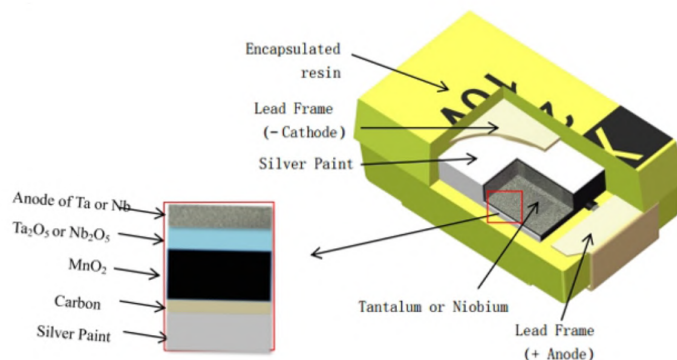 Encapsulated
resin
Lead Frame
(-Cathode)
Silver Paint
Anode of Ta or Nb
Ta₂O₅ or Nb₂O₅
MnO₂
Carbon
Silver Paint
Tantalum or Niobium
Lead Frame
(+ Anode)